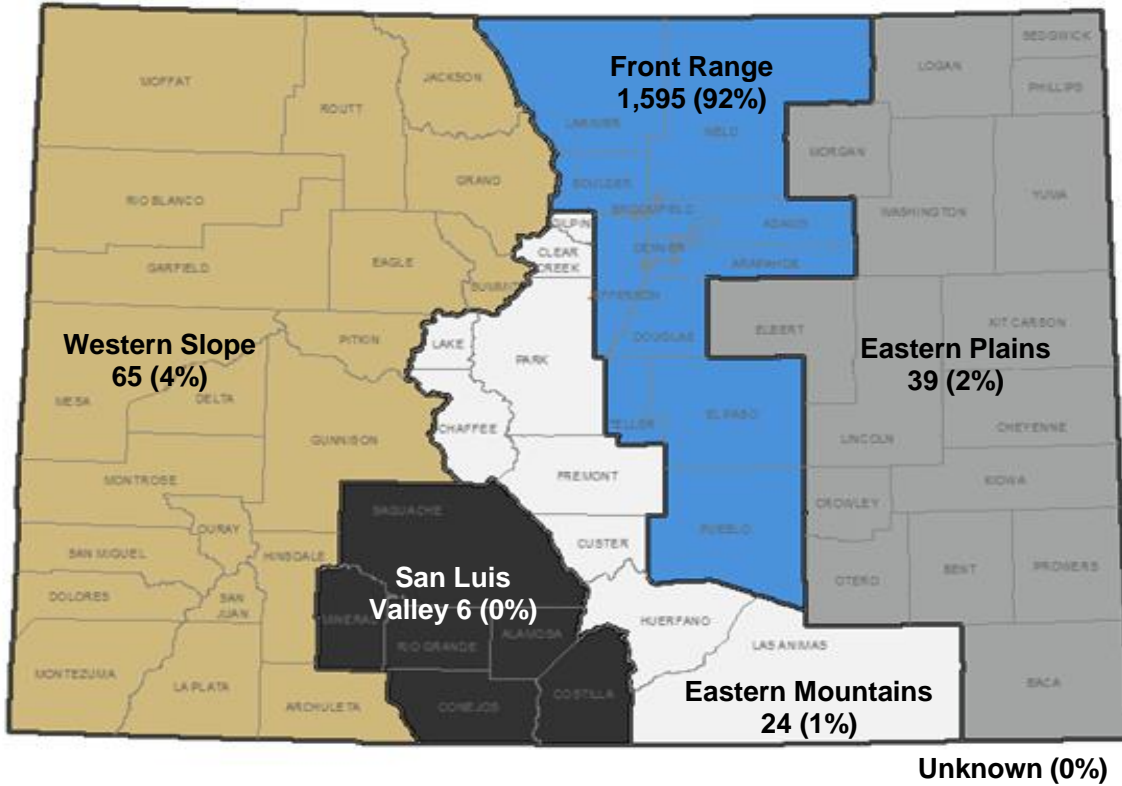 SEDGWICK
LOGAN
JACKSON
Front Range
1,595 (92%)
MOFFAT
PHILLIPS
ROUTT
LARIMER
WELD
MORGAN
GRAND
BOULDER
YUMA
RIO BLANCO
BROOMFIELD
WASHINGTON
GILPIN
ADAMS
DENVER
CLEAR
CREEK
EAGLE
ARAPAHOE
GARFIELD
SUMMIT
JEFFERSON
KIT CARSON
ELBERT
DOUGLAS
PITKIN
LAKE
Western Slope
65 (4%)
Eastern Plains
39 (2%)
PARK
MESA
DELTA
EL PASO
TELLER
CHAFFEE
CHEYENNE
GUNNISON
LINCOLN
FREMONT
MONTROSE
KIOWA
CROWLEY
SAGUACHE
OURAY
PUEBLO
CUSTER
SAN MIGUEL
HINSDALE
San Luis
Valley 6 (0%)
OTERO
BENT
PROWERS
DOLORES
SAN
JUAN
MINERAL
HUERFANO
ALAMOSA
RIO GRANDE
LAS ANIMAS
MONTEZUMA
LA PLATA
BACA
COSTILLA
ARCHULETA
CONEJOS
Eastern Mountains
24 (1%)
Unknown (0%)